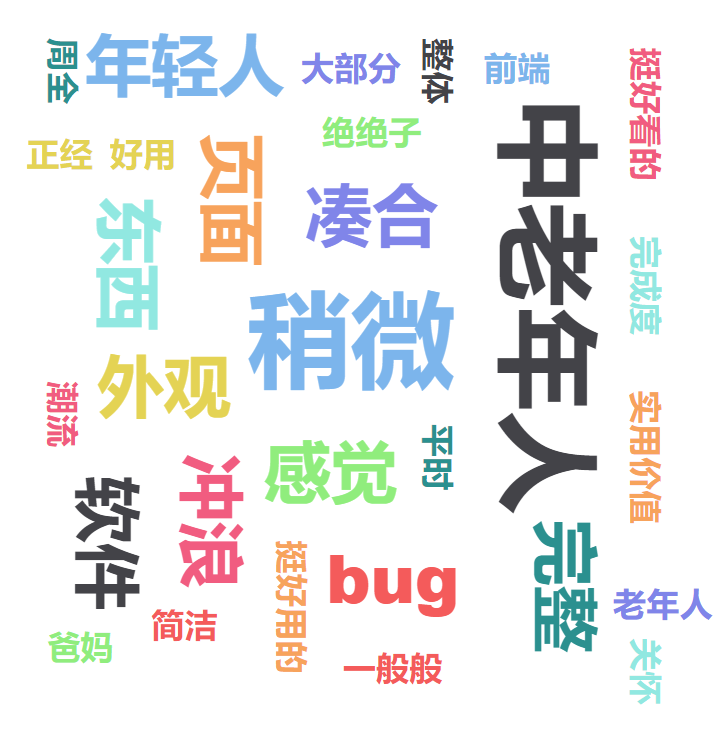 周全
年轻人
大部分
整体
前端
挺好看的
正经
好用
页面
绝绝子
中老年人
东西
凑合
完成度
稍微
外观
潮流
感觉
平时
实用价值
软件
冲浪
挺好用的
bug
完整
老年人
简洁
爸妈
一般般
关怀